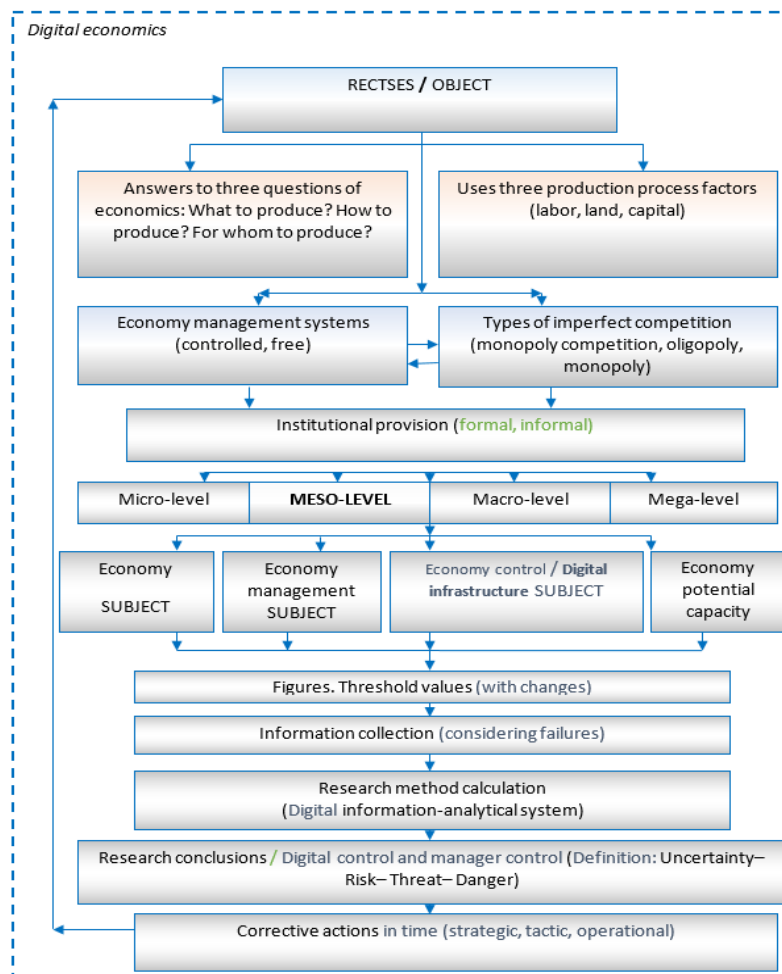 Digital economics
RECTSES / OBJECT
Answers to three questions of
economics: What to produce? How to
produce? For whom to produce?
Uses three production process factors
(labor, land, capital)
Economy management systems
(controlled, free)
Types of imperfect competition
(monopoly competition, oligopoly,
monopoly)
Institutional provision (formal, informal)
Micro-level
MESO-LEVEL
Macro-level
Mega-level
Economy
SUBJECT
Economy
management
SUBJECT
Economy control / Digital
infrastructure SUBJECT
Economy
potential
capacity
Figures. Threshold values (with changes)
Information collection (considering failures)
Research method calculation
(Digital information-analytical system)
Research conclusions / Digital control and manager control (Definition: Uncertainty–
Risk– Threat– Danger)
Corrective actions in time (strategic, tactic, operational)